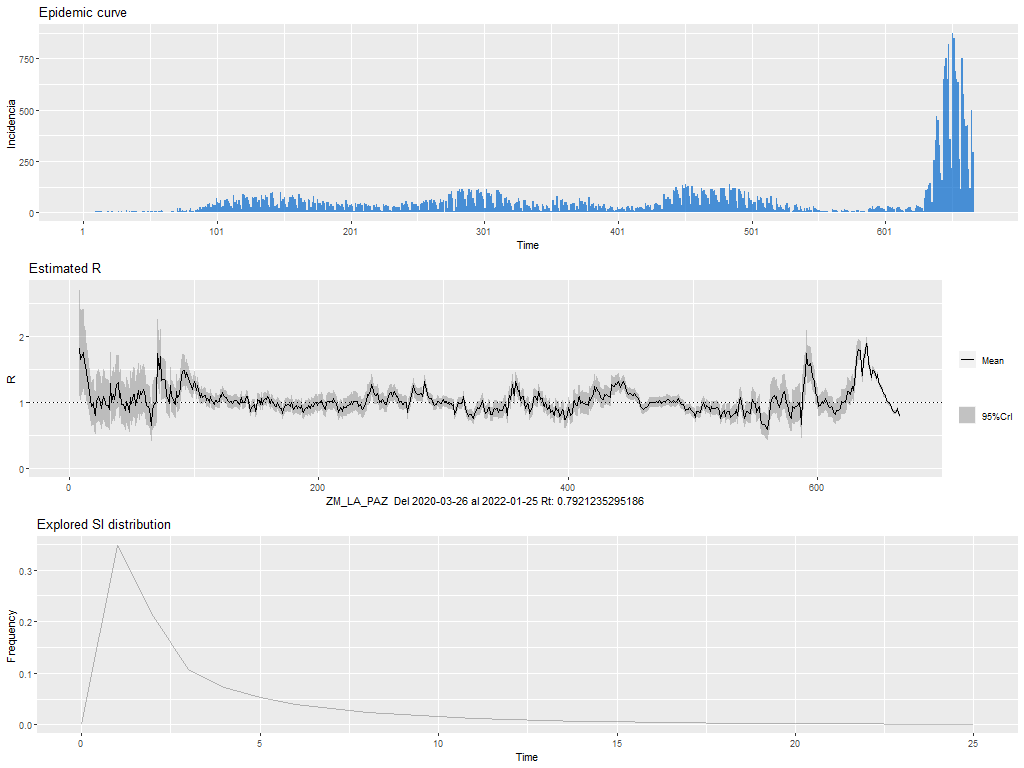 Epidemic curve
Incidencia
750
500
250
0
1 101 201 301 401 501 601
Time
Estimated R
R
2
1
0
0 200 400 600
ZM_LA_PAZ Del 2020-03-26 al 2022-01-25 Rt: 0.7921235295186
Mean
95%CrI
Explored SI distribution
Frequency
0.3
0.2
0.1
0.0
0 5 10 15 20 25
Time